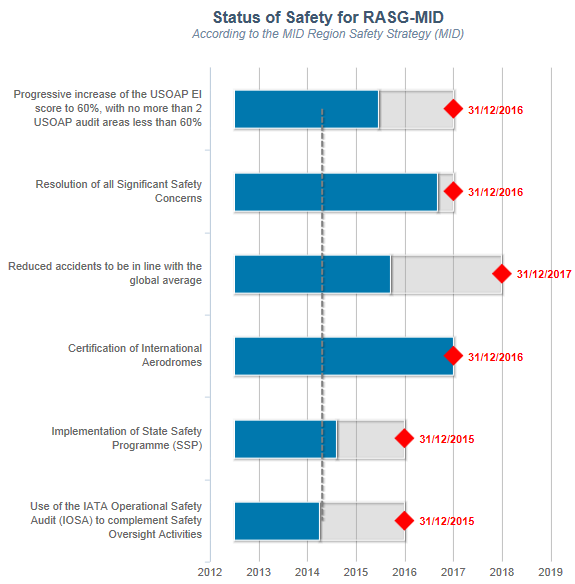 Status of Safety for RASG-MID
According to the MID Region Safety Strategy (MID)
Progressive increase of the USOAP EI
score to 60%, with no more than 2
USOAP audit areas less than 60%
31/12/2016
Resolution of all Significant Safety
Concerns
31/12/2016
Reduced accidents to be in line with the
global average
31/12/2017
Certification of International
Aerodromes
31/12/2016
Implementation of State Safety
Programme (SSP)
31/12/2015
Use of the IATA Operational Safety
Audit (IOSA) to complement Safety
Oversight Activities
31/12/2015
2012 2013 2014 2015 2016 2017 2018 2019